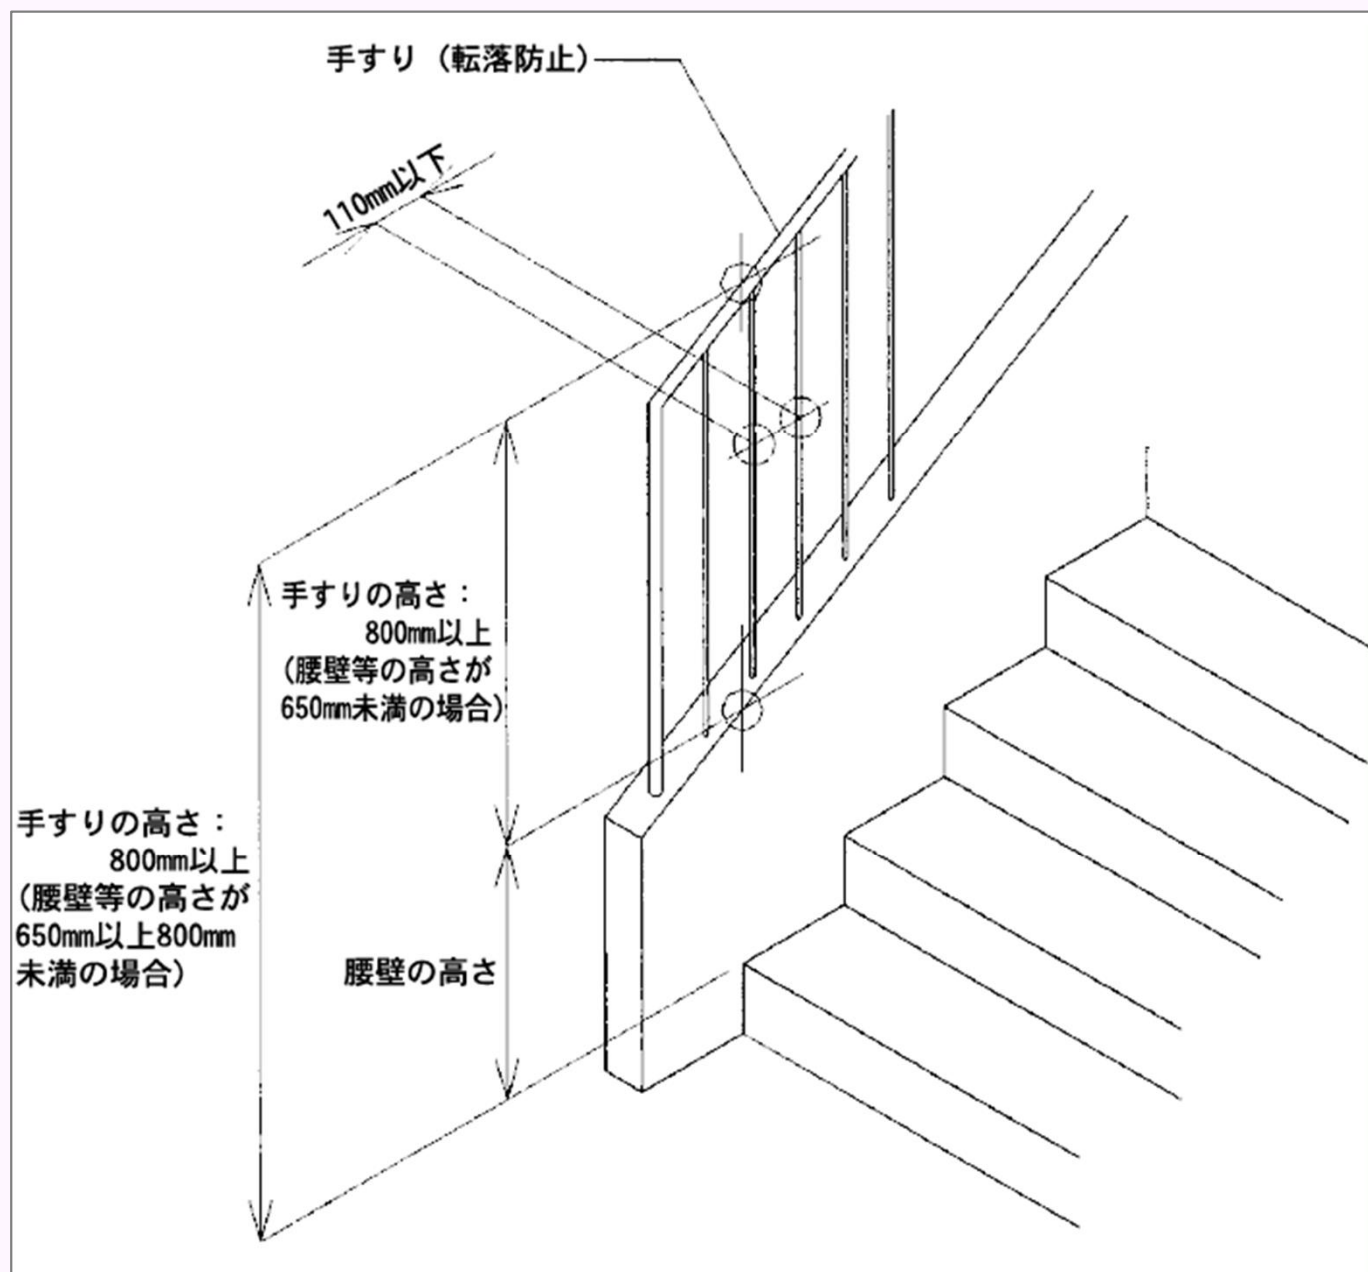 手すり（転落防止）
110mm以下
手すりの高さ：
800mm以上
（腰壁等の高さが
650mm未満の場合）
手すりの高さ：
800mm以上
（腰壁等の高さが
650mm以上800mm
未満の場合）
腰壁の高さ